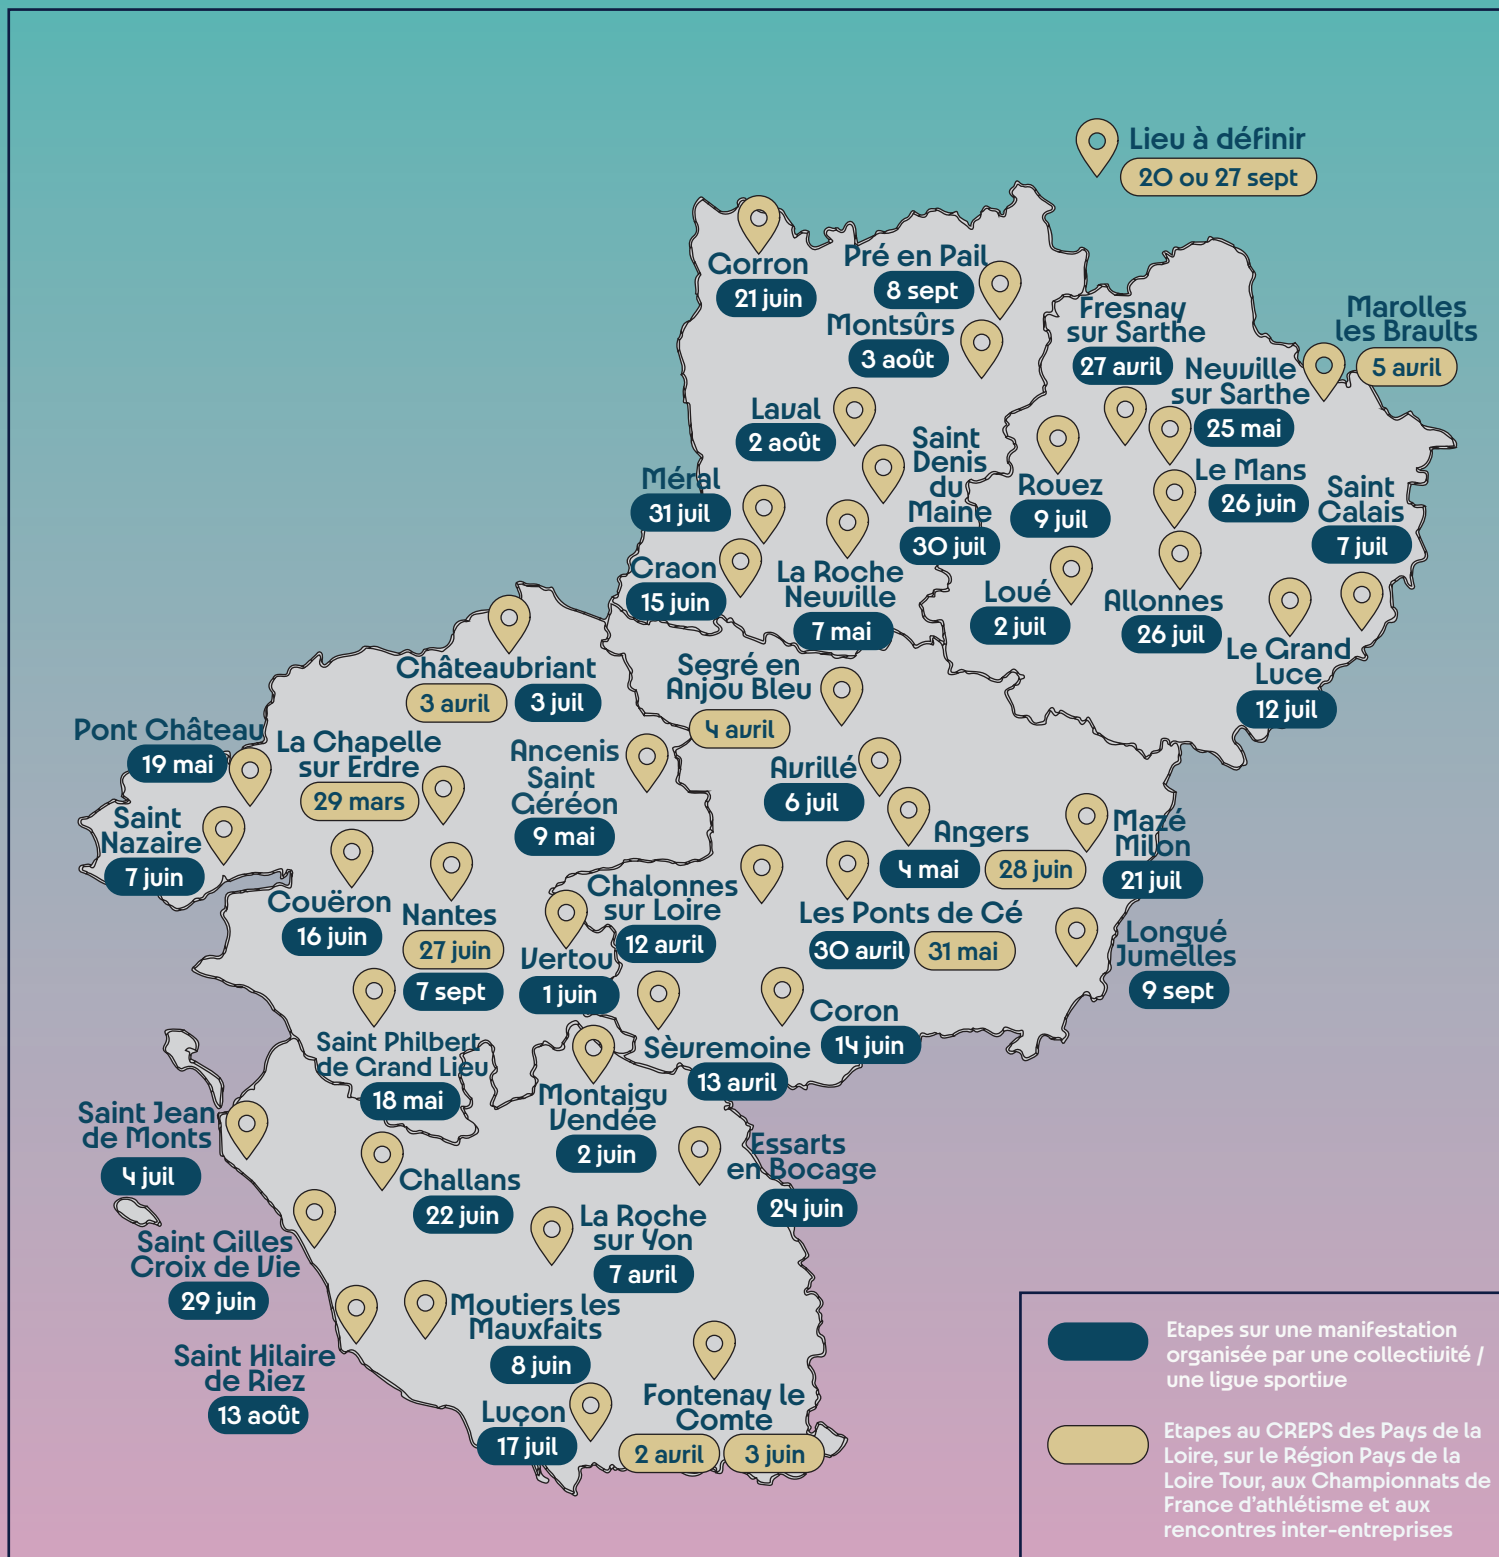 Lieu à définir
20 ou 27 sept
Gorron
21 juin
Pré en Pail
8 sept
Montsûrs
3 août
Fresnay
sur Sarthe
27 avril
Marolles
les Braults
5 avril
Neuville
sur Sarthe
25 mai
Laval
2 août
Saint
Denis
du
Maine
30 juil
Méral
31 juil
Rouez
9 juil
Le Mans
26 juin
Saint
Calais
7 juil
Craon
15 juin
La Roche
Neuville
7 mai
Loué
2 juil
Allonnes
26 juil
Le Grand
Luce
12 juil
Châteaubriant
3 avril
3 juil
Segré en
Anjou Bleu
4 avril
Pont Château
19 mai
La Chapelle
sur Erdre
29 mars
Ancenis
Saint
Géréon
9 mai
Avrillé
6 juil
Saint
Nazaire
7 juin
Angers
4 mai
28 juin
Mazé
Milon
21 juil
Couëron
16 juin
Nantes
27 juin
7 sept
Chalonnes
sur Loire
12 avril
Les Ponts de Cé
30 avril
31 mai
Longué
Jumelles
9 sept
Vertou
1 juin
Coron
14 juin
Saint Philbert
de Grand Lieu
18 mai
Sèvremoine
13 avril
Montaigu
Vendée
2 juin
Saint Jean
de Monts
4 juil
Essarts
en Bocage
24 juin
Challans
22 juin
La Roche
sur Yon
7 avril
Saint Gilles
Croix de Vie
29 juin
Moutiers les
Mauxfaits
8 juin
Saint Hilaire
de Riez
13 août
Luçon
17 juil
Fontenay le
Comte
2 avril
3 juin
Etapes sur une manifestation
organisée par une collectivité /
une ligue sportive
Etapes au CREPS des Pays de la
Loire, sur le Région Pays de la
Loire Tour, aux Championnats de
France d'athlétisme et aux
rencontres inter-entreprises